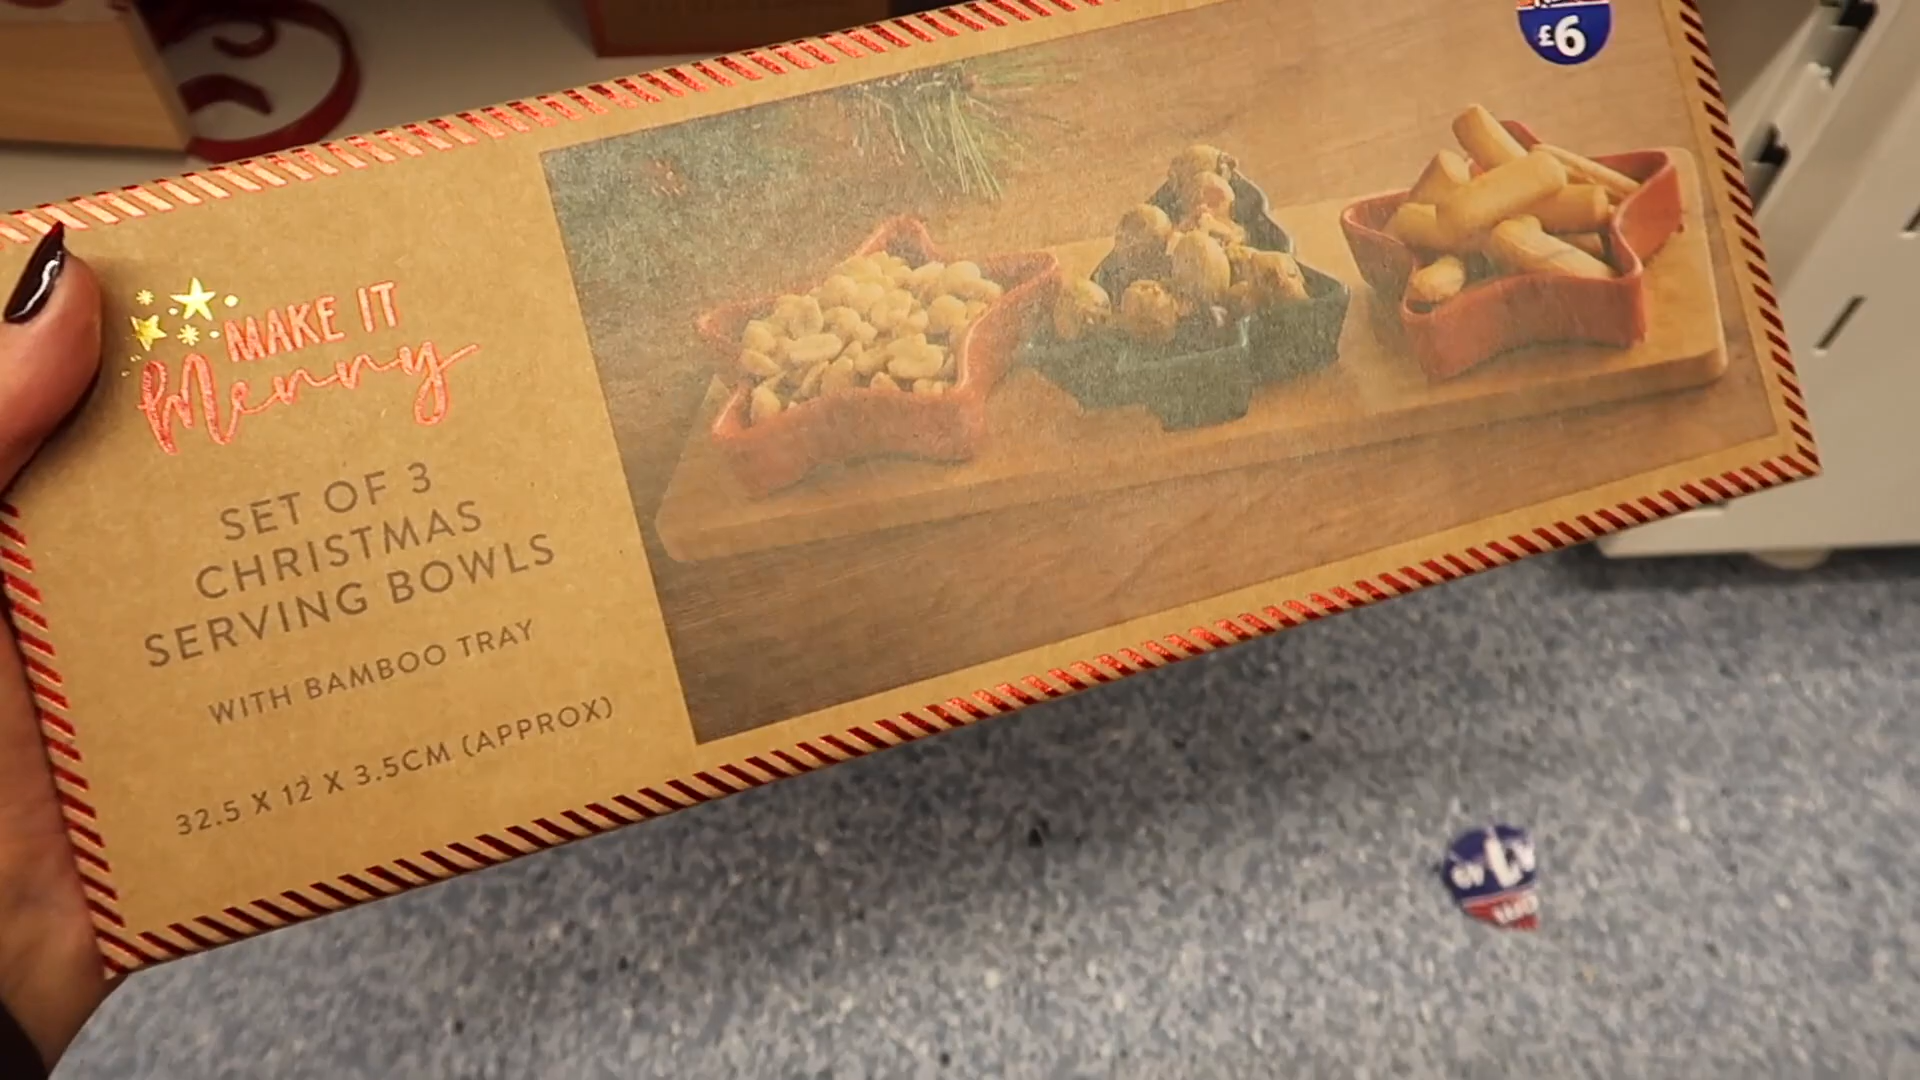 £6
MAKE IT
Merry
SET OF 3
CHRISTMAS
SERVING BOWLS
WITH BAMBOO TRAY
32.5 X 12 X 3.5CM (APPROX)